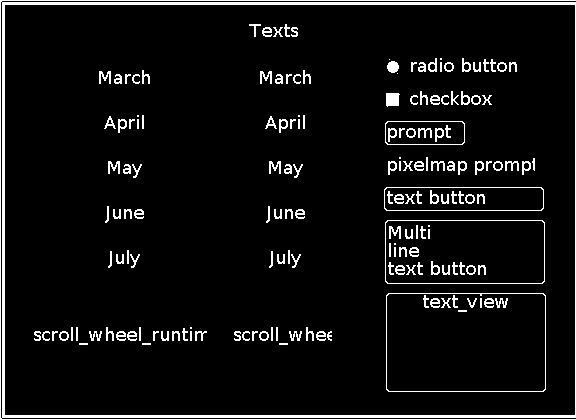 Texts
March
April
May
June
July
scroll_wheel_runtim
March
April
May
June
July
scroll_whee
radio button
checkbox
prompt
pixelmap prompt
text button
Multi
line
text button
text_view